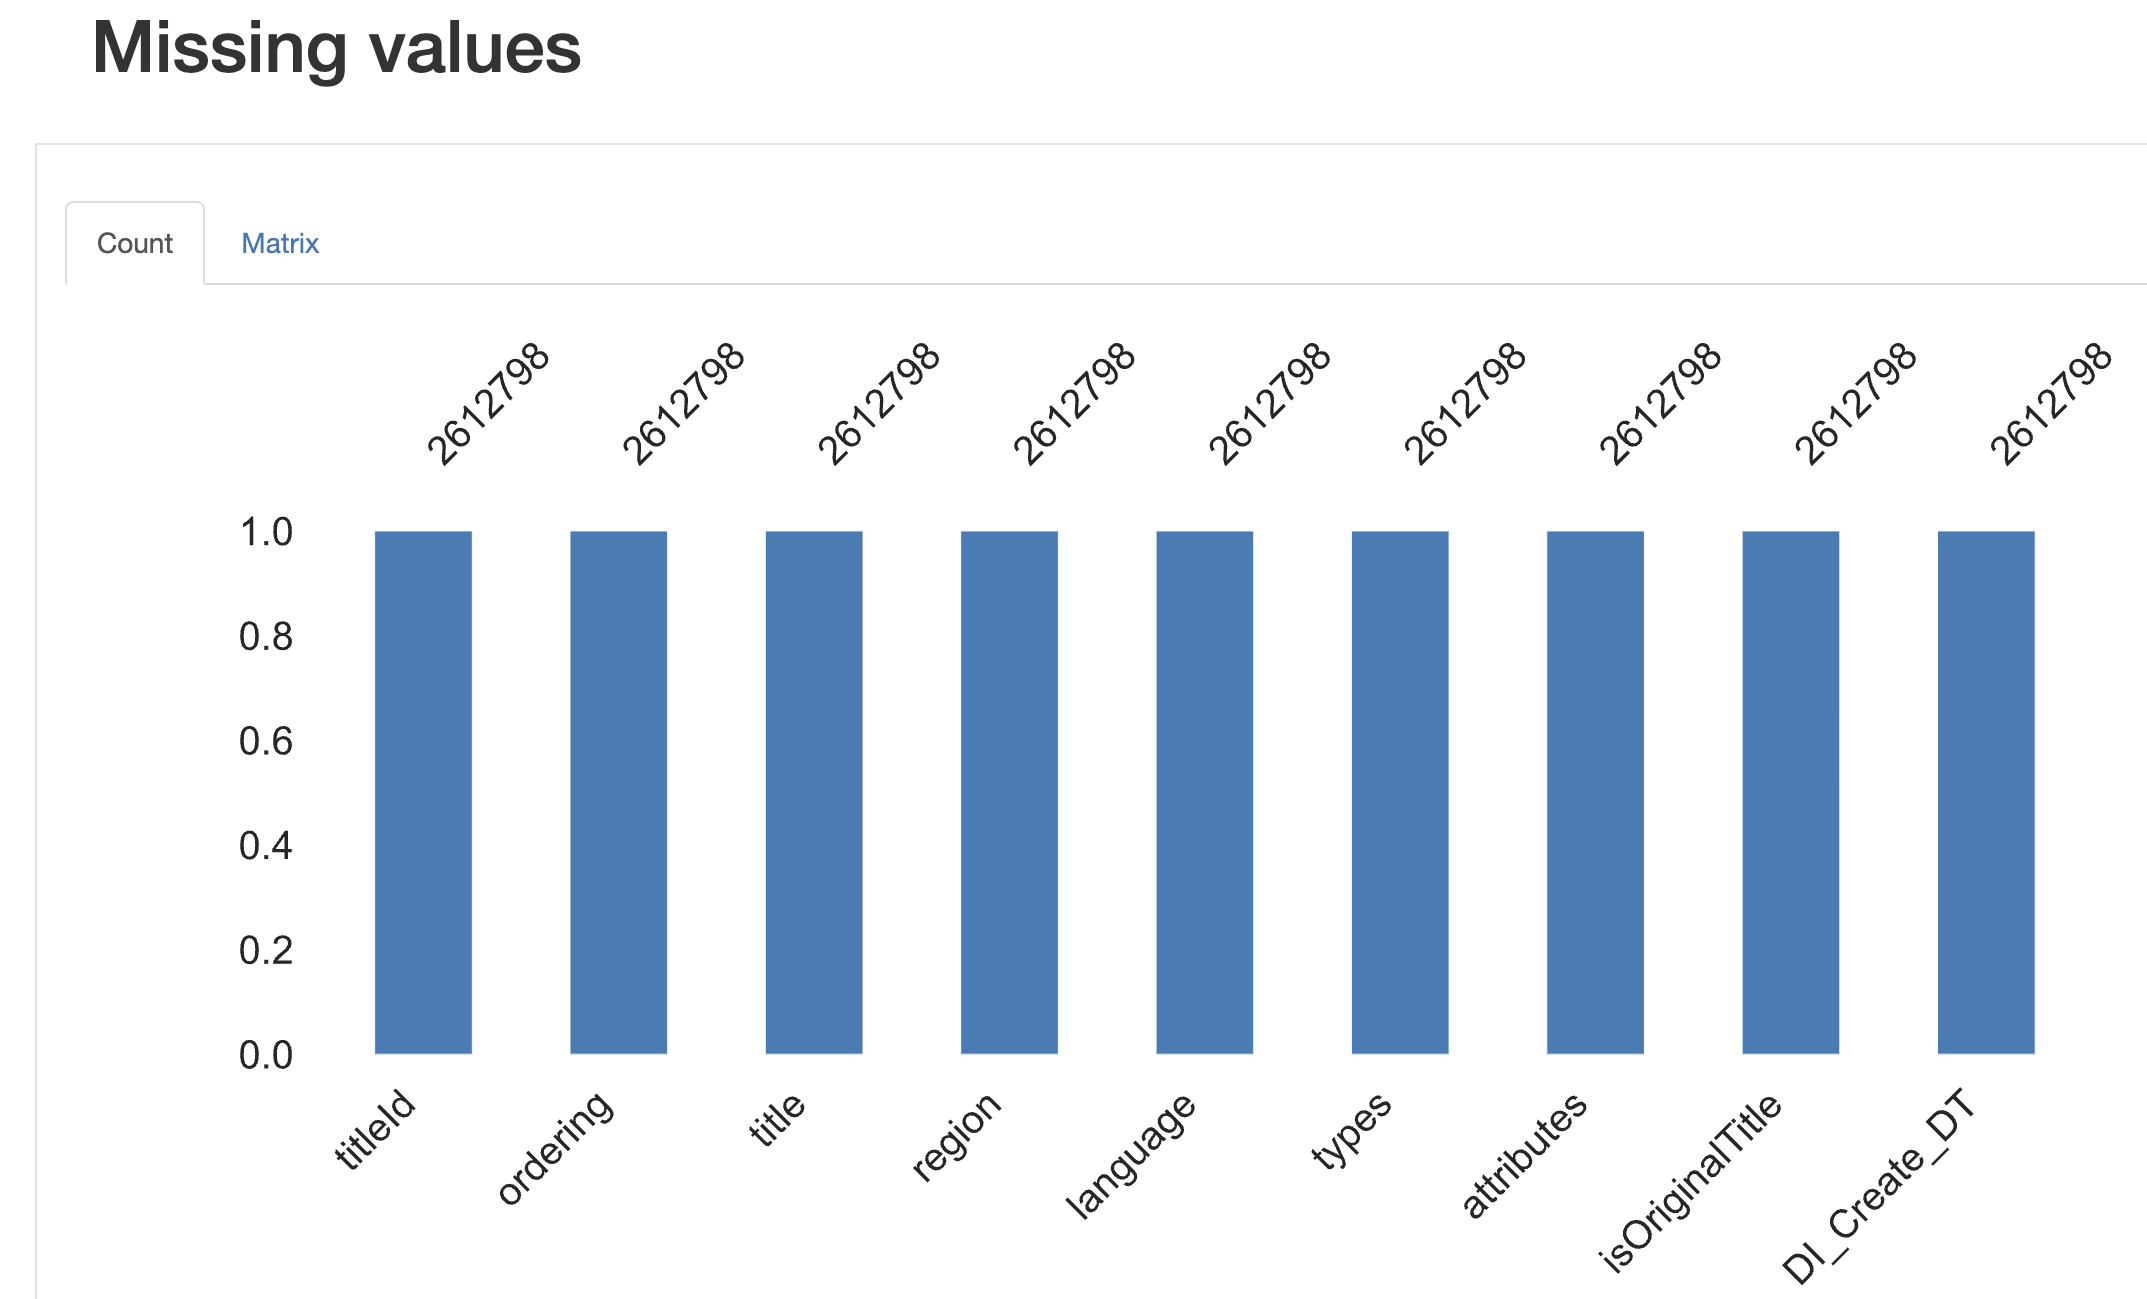 Missing values
Count Matrix
2612798 2612798 2612798 2612798 2612798 2612798 2612798 2612798 2612798
1.0
0.8
0.6
0.4
0.2
0.0
titleId ordering title region language types attributes isOriginalTitle DI_Create_DT